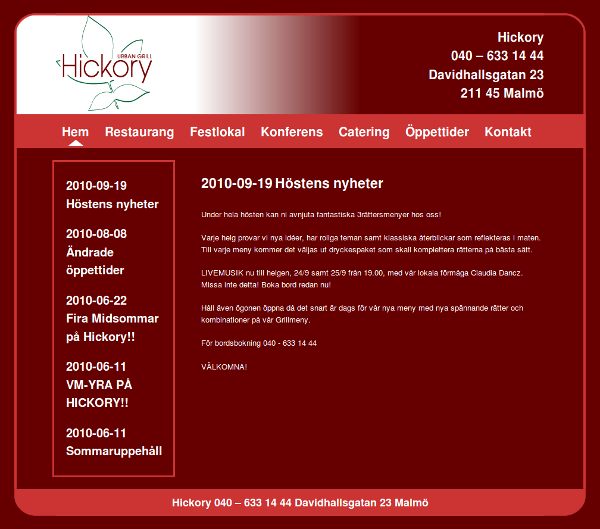 URBAN GRILL
Hickory
Hickory
040 – 633 14 44
Davidhallsgatan 23
211 45 Malmö
Hem Restaurang Festlokal Konferens Catering Öppettider Kontakt
2010-09-19
Höstens nyheter
2010-08-08
Ändrade
öppettider
2010-06-22
Fira Midsommar
på Hickory!!
2010-06-11
VM-YRA PÅ
HICKORY!!
2010-06-11
Sommaruppehåll
2010-09-19 Höstens nyheter
Under hela hösten kan ni avnjuta fantastiska 3rättersmenyer hos oss!
Varje helg provar vi nya idéer, har roliga teman samt klassiska återblickar som reflekteras i maten.
Till varje meny kommer det väljas ut dryckespaket som skall komplettera rätterna på bästa sätt.
LIVEMUSIK nu till helgen, 24/9 samt 25/9 från 19.00, med vår lokala förmåga Claudia Dancz.
Missa inte detta! Boka bord redan nu!
Håll även ögonen öppna då det snart är dags för vår nya meny med nya spännande rätter och
kombinationer på vår Grillmeny.
För bordsbokning 040 - 633 14 44
VÄLKOMNA!
Hickory 040 – 633 14 44 Davidhallsgatan 23 Malmö